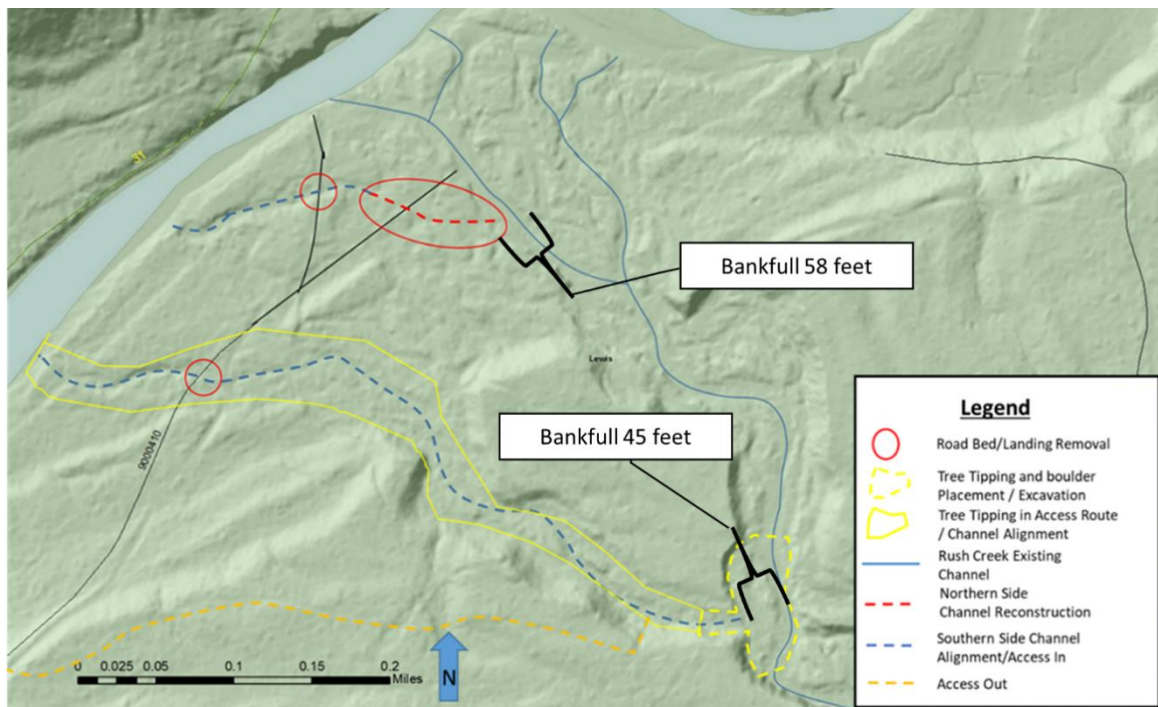 31
Bankfull 58 feet
Lewis
Bankfull 45 feet
9000410
Legend
Road Bed/Landing Removal
Tree Tipping and boulder
Placement / Excavation
Tree Tipping in Access Route
/ Channel Alignment
Rush Creek Existing
Channel
Northern Side
Channel Reconstruction
Southern Side Channel
Alignment/Access In
Access Out
0 0.025 0.05 0.1 0.15 0.2
Miles
N